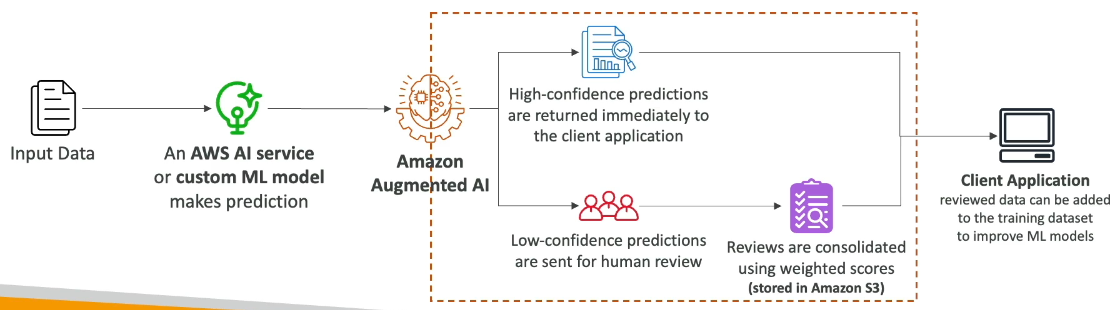 Input Data
An AWS AI service
or custom ML model
makes prediction
Amazon
Augmented AI
High-confidence predictions
are returned immediately to
the client application
Low-confidence predictions
are sent for human review
Reviews are consolidated
using weighted scores
(stored in Amazon S3)
Client Application
reviewed data can be added
to the training dataset
to improve ML models